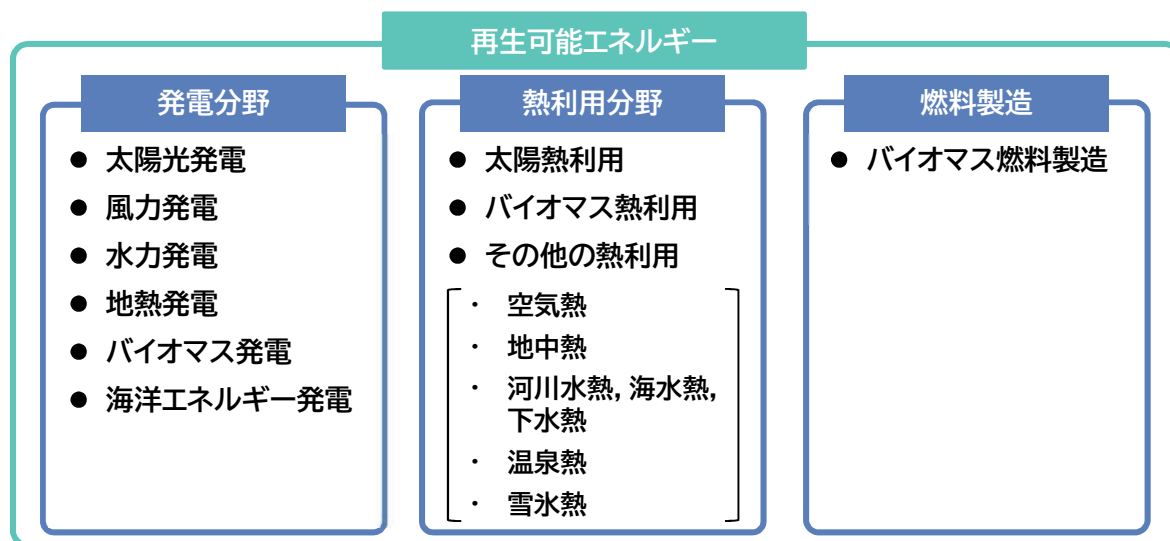 再生可能エネルギー
発電分野
● 太陽光発電
● 風力発電
● 水力発電
● 地熱発電
● バイオマス発電
● 海洋エネルギー発電
熱利用分野
● 太陽熱利用
● バイオマス熱利用
● その他の熱利用
・ 空気熱
・ 地中熱
・ 河川水熱, 海水熱,
下水熱
・ 温泉熱
・ 雪氷熱
燃料製造
● バイオマス燃料製造